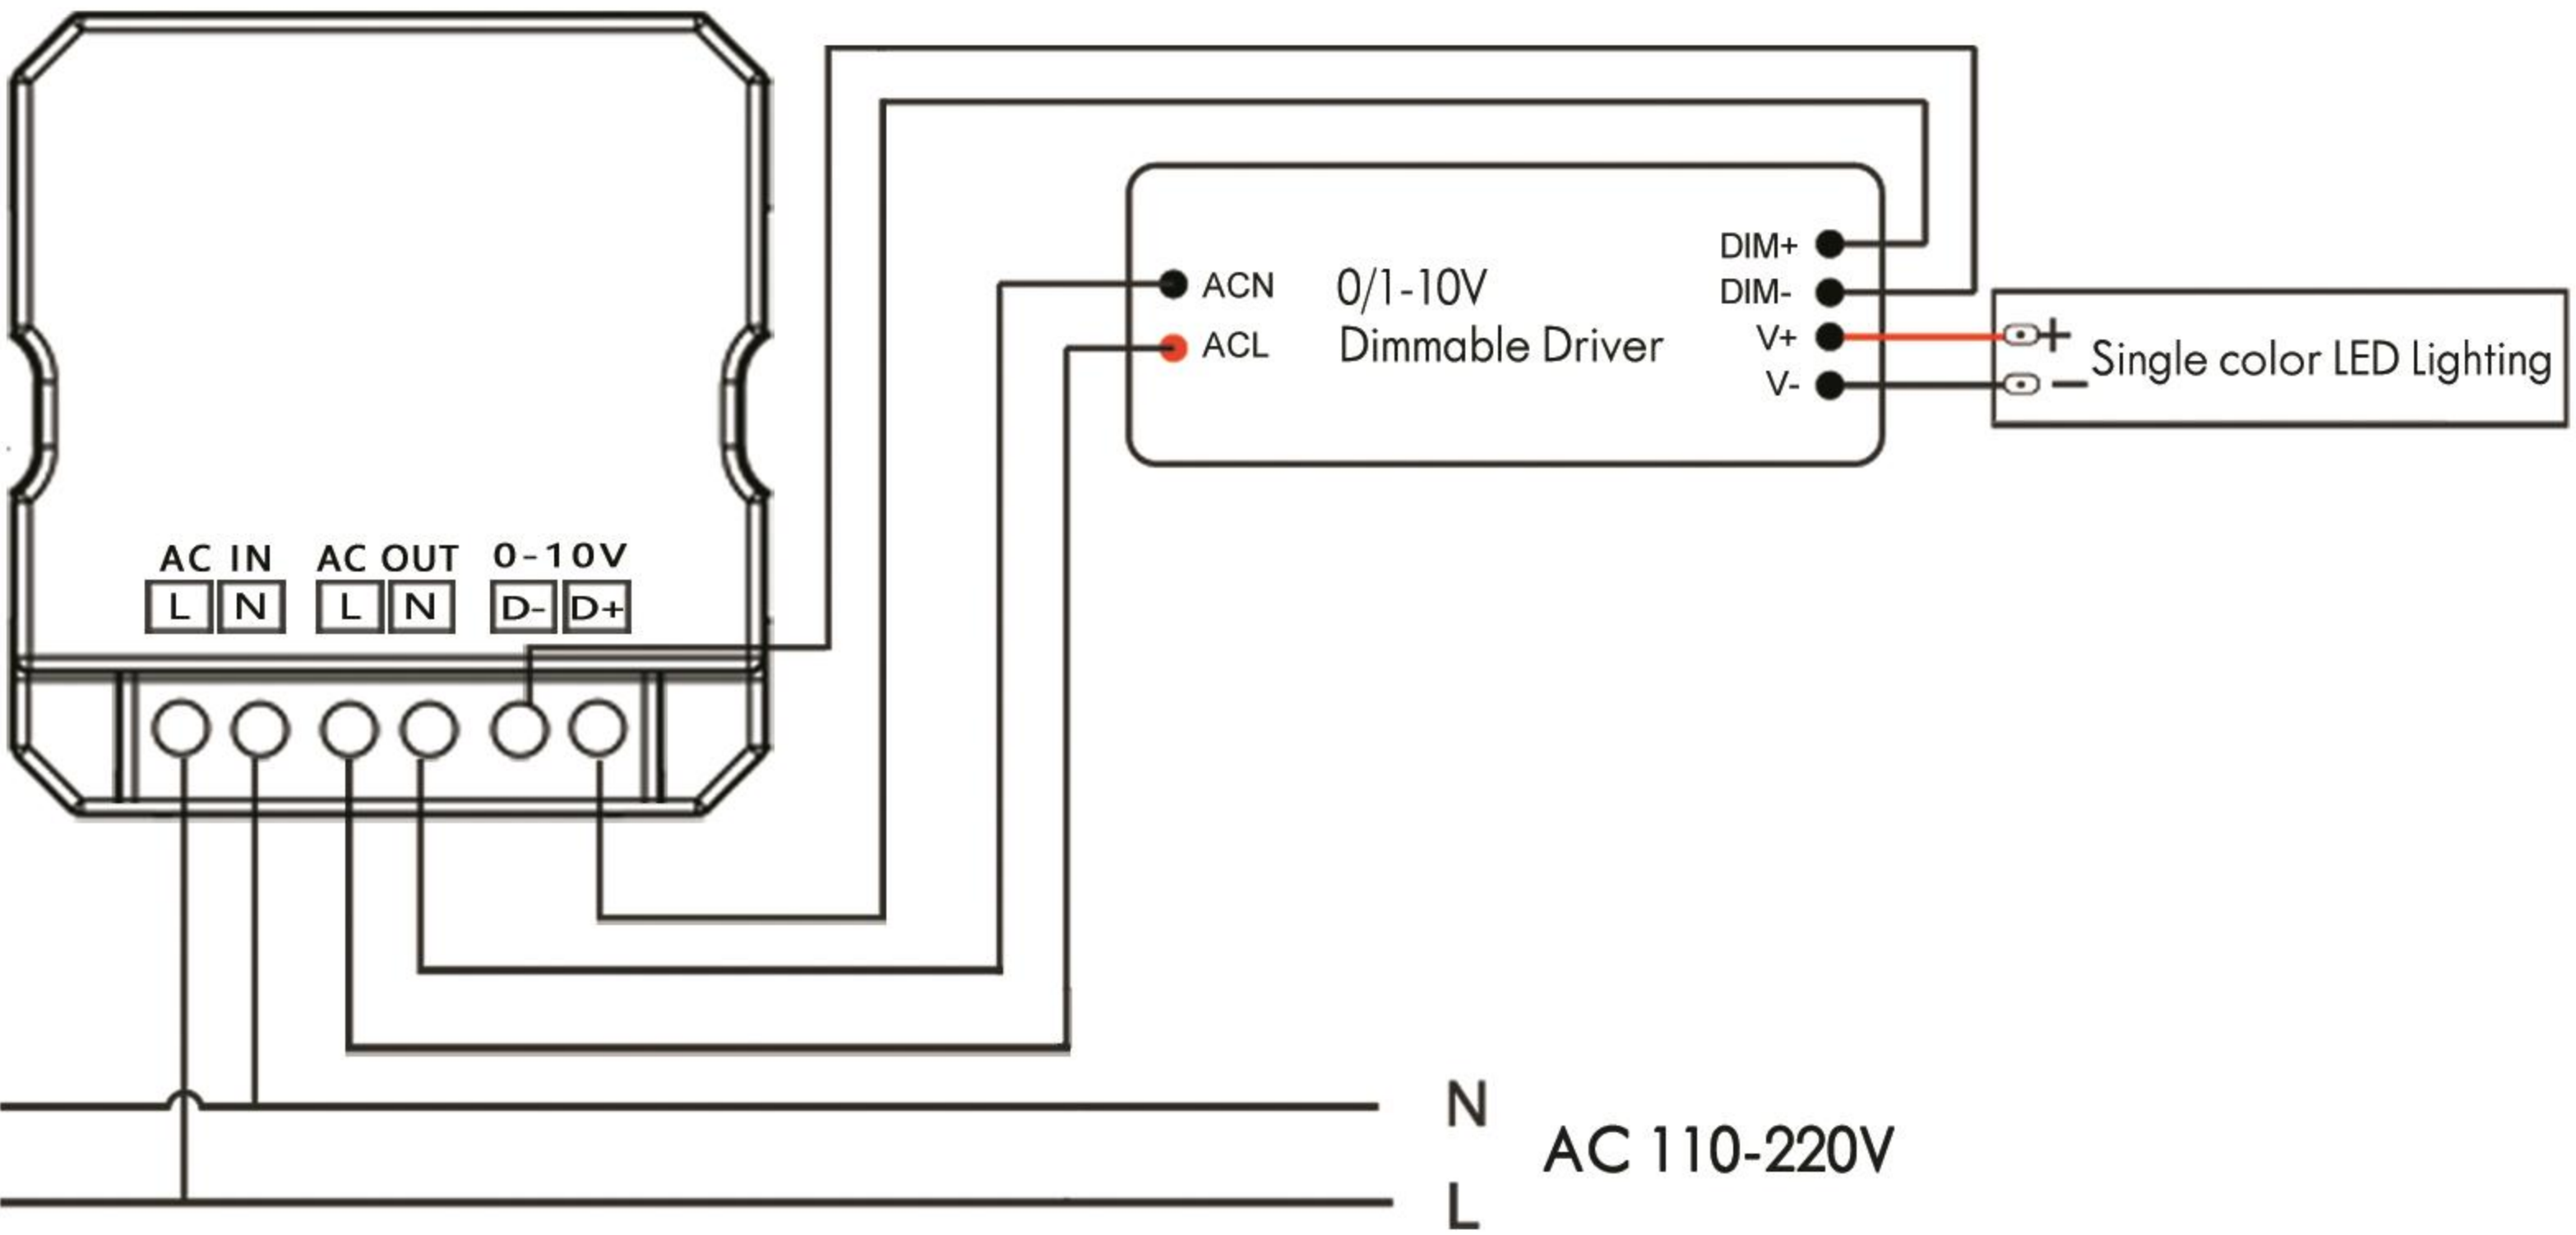 AC IN AC OUT 0-10V
L N L N D- D+
ACN
ACL
0/1-10V
Dimmable Driver
DIM+
DIM-
V+
V-
+
−
Single color LED Lighting
N
AC 110-220V
L